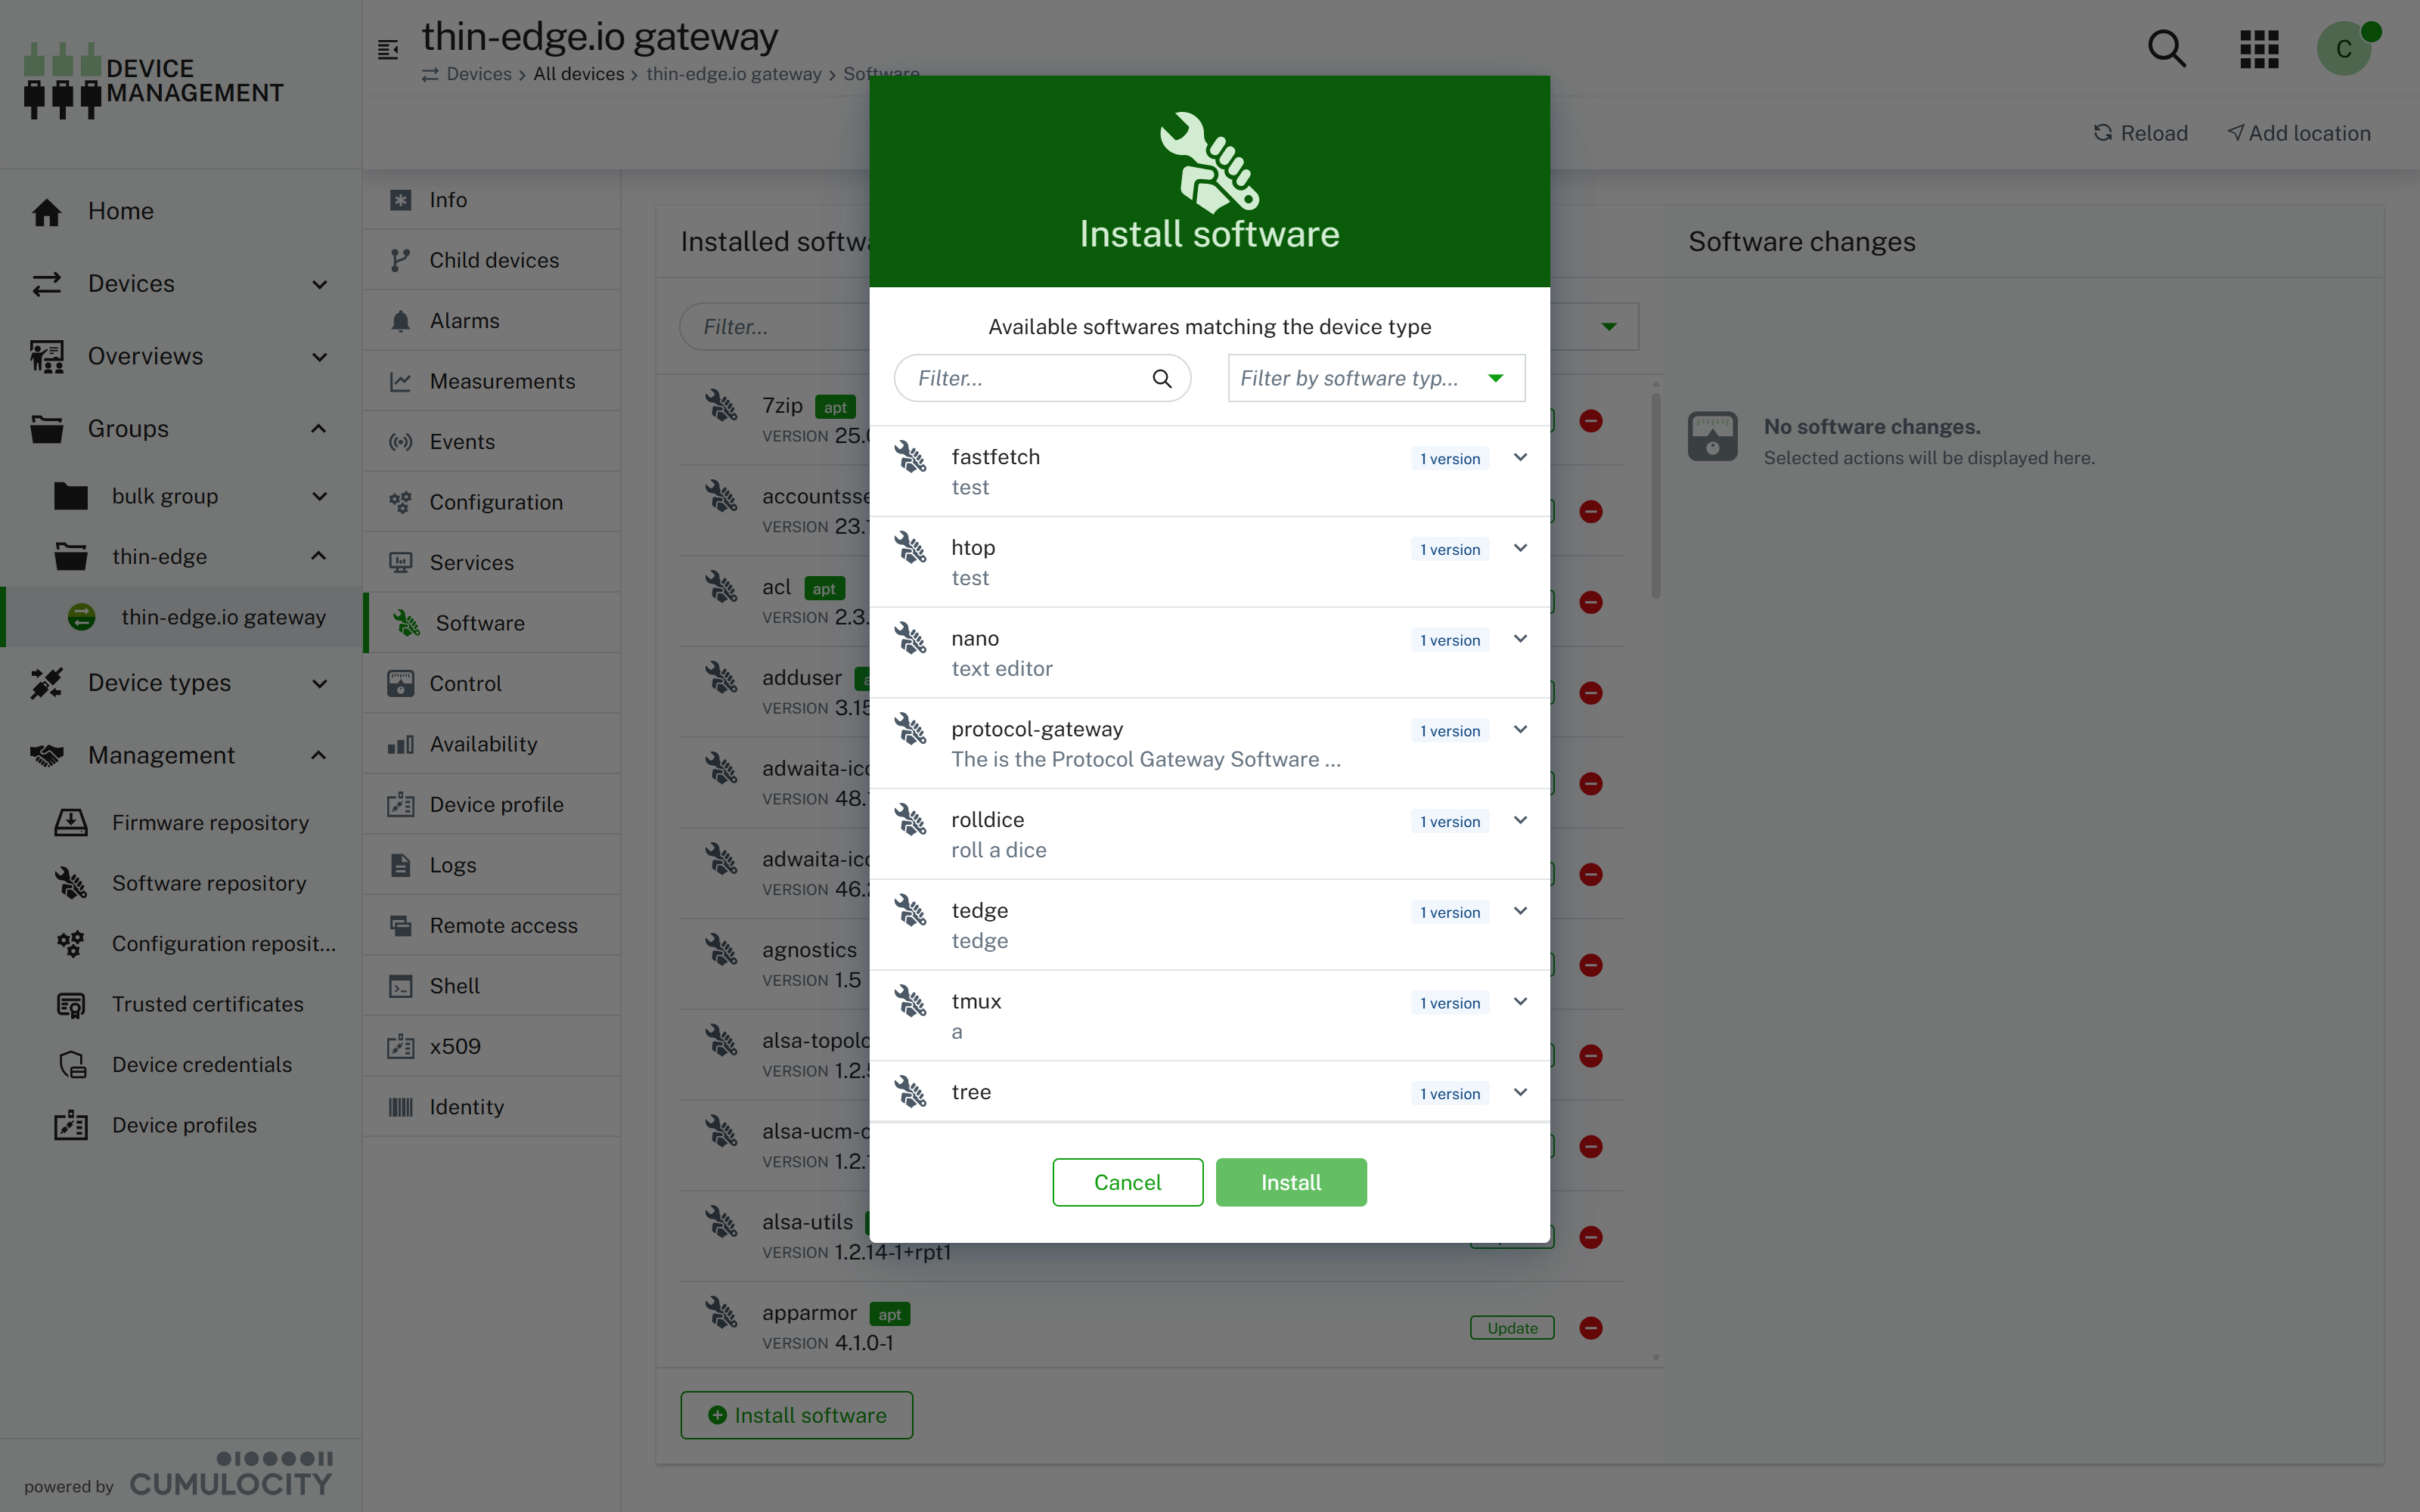 DEVICE
MANAGEMENT
Home
Devices
Overviews
Groups
bulk group
thin-edge
thin-edge.io gateway
Device types
Management
Firmware repository
Software repository
Configuration reposit...
Trusted certificates
Device credentials
Device profiles
powered by CUMULOCITY
thin-edge.io gateway
Devices > All devices > thin-edge.io gateway > Software
C
Reload
Add location
Info
Child devices
Alarms
Measurements
Events
Configuration
Services
Software
Control
Availability
Device profile
Logs
Remote access
Shell
x509
Identity
Installed softw
Filter...
7zip apt
VERSION 25.
accountsse
VERSION 23.
acl apt
VERSION 2.3.
adduser
VERSION 3.15
adwaita-ic
VERSION 48.
adwaita-ic
VERSION 46.
agnostics
VERSION 1.5
alsa-topolo
VERSION 1.2.
alsa-ucm-c
VERSION 1.2.
alsa-utils
VERSION 1.2.14-1+rpt1
apparmor apt
VERSION 4.1.0-1
Update
Install software
Software changes
No software changes.
Selected actions will be displayed here.
Install software
Available softwares matching the device type
Filter...
Filter by software typ...
fastfetch
test
1 version
htop
test
1 version
nano
text editor
1 version
protocol-gateway
The is the Protocol Gateway Software ...
1 version
rolldice
roll a dice
1 version
tedge
tedge
1 version
tmux
a
1 version
tree
1 version
Cancel
Install